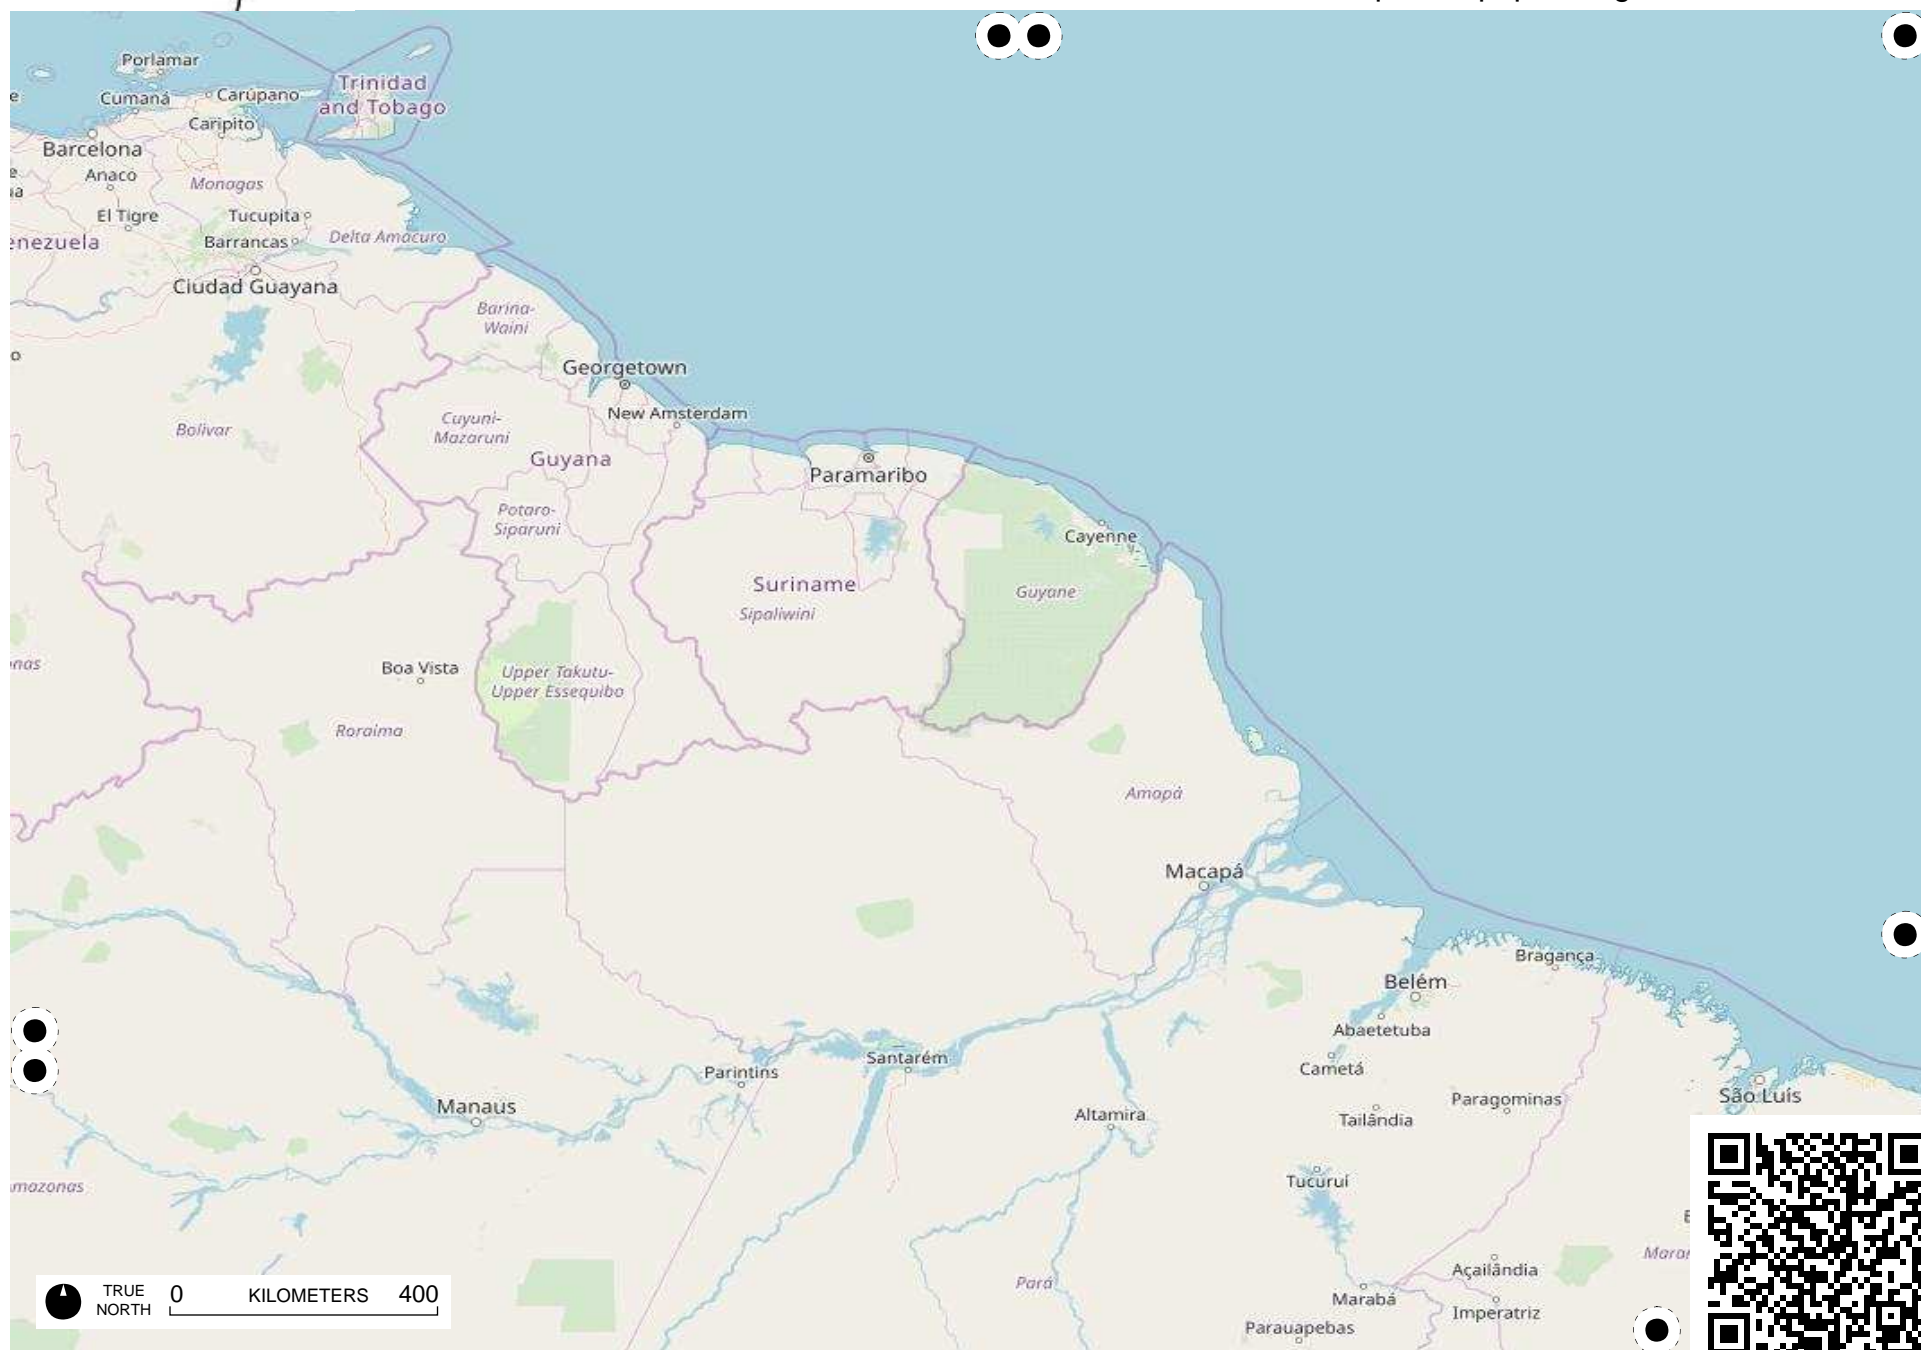 Porlamar
Trinidad
and Tobago
Cumaná
Carúpano
Caripito
Barcelona
Anaco
Monagas
El Tigre
Tucupita
Barrancas
Delta Amacuro
enezuela
Ciudad Guayana
Barina-
Waini
Georgetown
New Amsterdam
Bolívar
Cuyuni-
Mazaruni
Guyana
Paramaribo
Potaro-
Siparuni
Cayenne
Suriname
Sipaliwini
Guyane
Boa Vista
Upper Takutu-
Upper Essequibo
Roraima
Amapá
Macapá
Bragança
Belém
Abaetetuba
Santarém
Parintins
Cametá
São Luís
Manaus
Altamira
Paragominas
Tailândia
mazonas
Tucuruí
Pará
Açailândia
Marabá
Imperatriz
Parauapebas
TRUE
NORTH
0 KILOMETERS 400